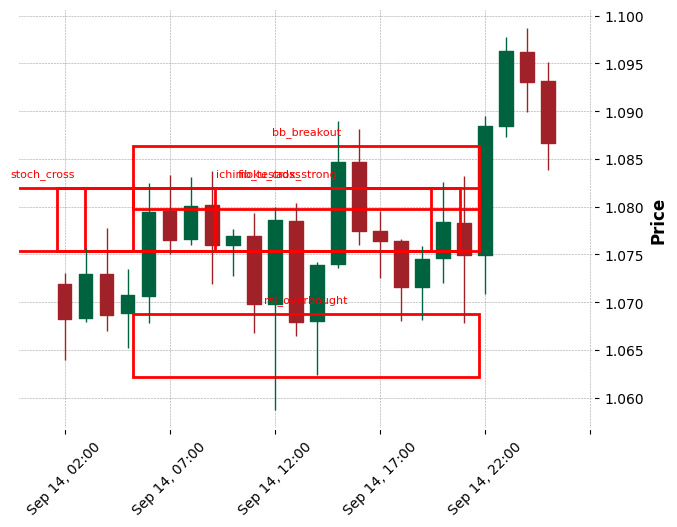 1.100
1.095
1.090
bb_breakout
1.085
stoch_cross
1.080
Price
1.075
1.070
rsi_overbought
1.065
1.060
Sep 14, 02:00
Sep 14, 07:00
Sep 14, 12:00
Sep 14, 17:00
Sep 14, 22:00